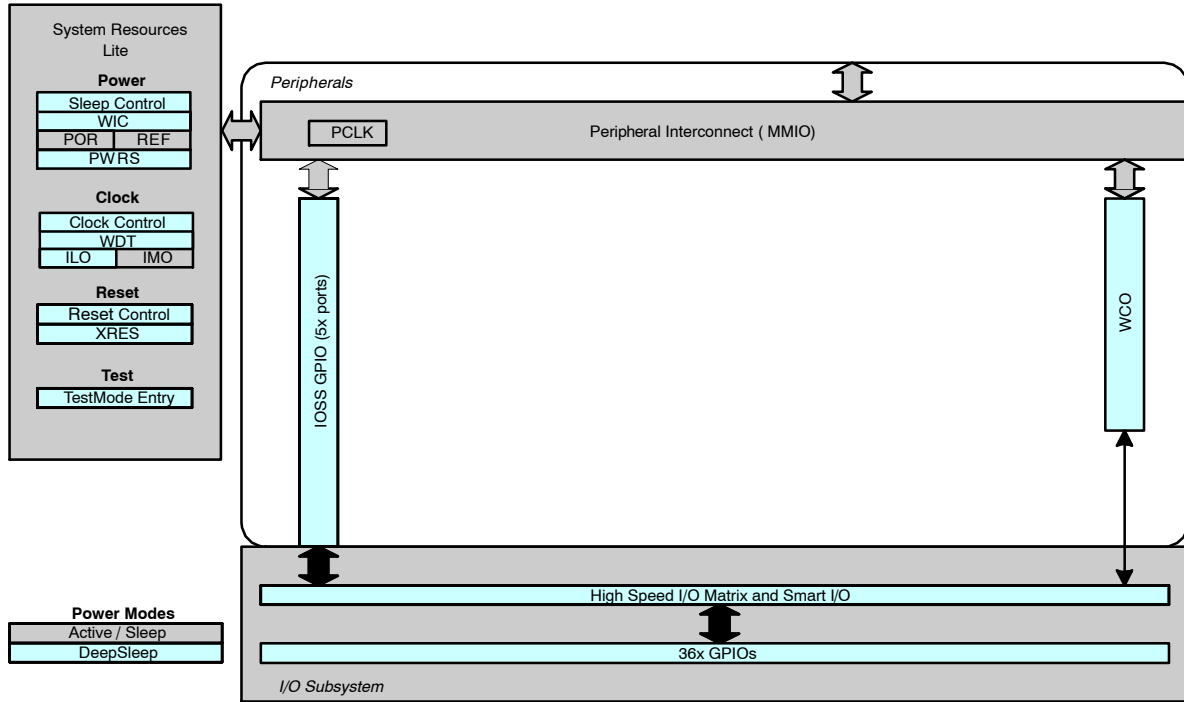 System Resources
Lite
Power
Sleep Control
WIC
POR REF
PWRS
Clock
Clock Control
WDT
ILO IMO
Reset
Reset Control
XRES
Test
TestMode Entry
Peripherals
PCLK
Peripheral Interconnect ( MMIO)
IOSS GPIO (5x ports)
WCO
High Speed I/O Matrix and Smart I/O
36x GPIOs
I/O Subsystem
Power Modes
Active / Sleep
DeepSleep